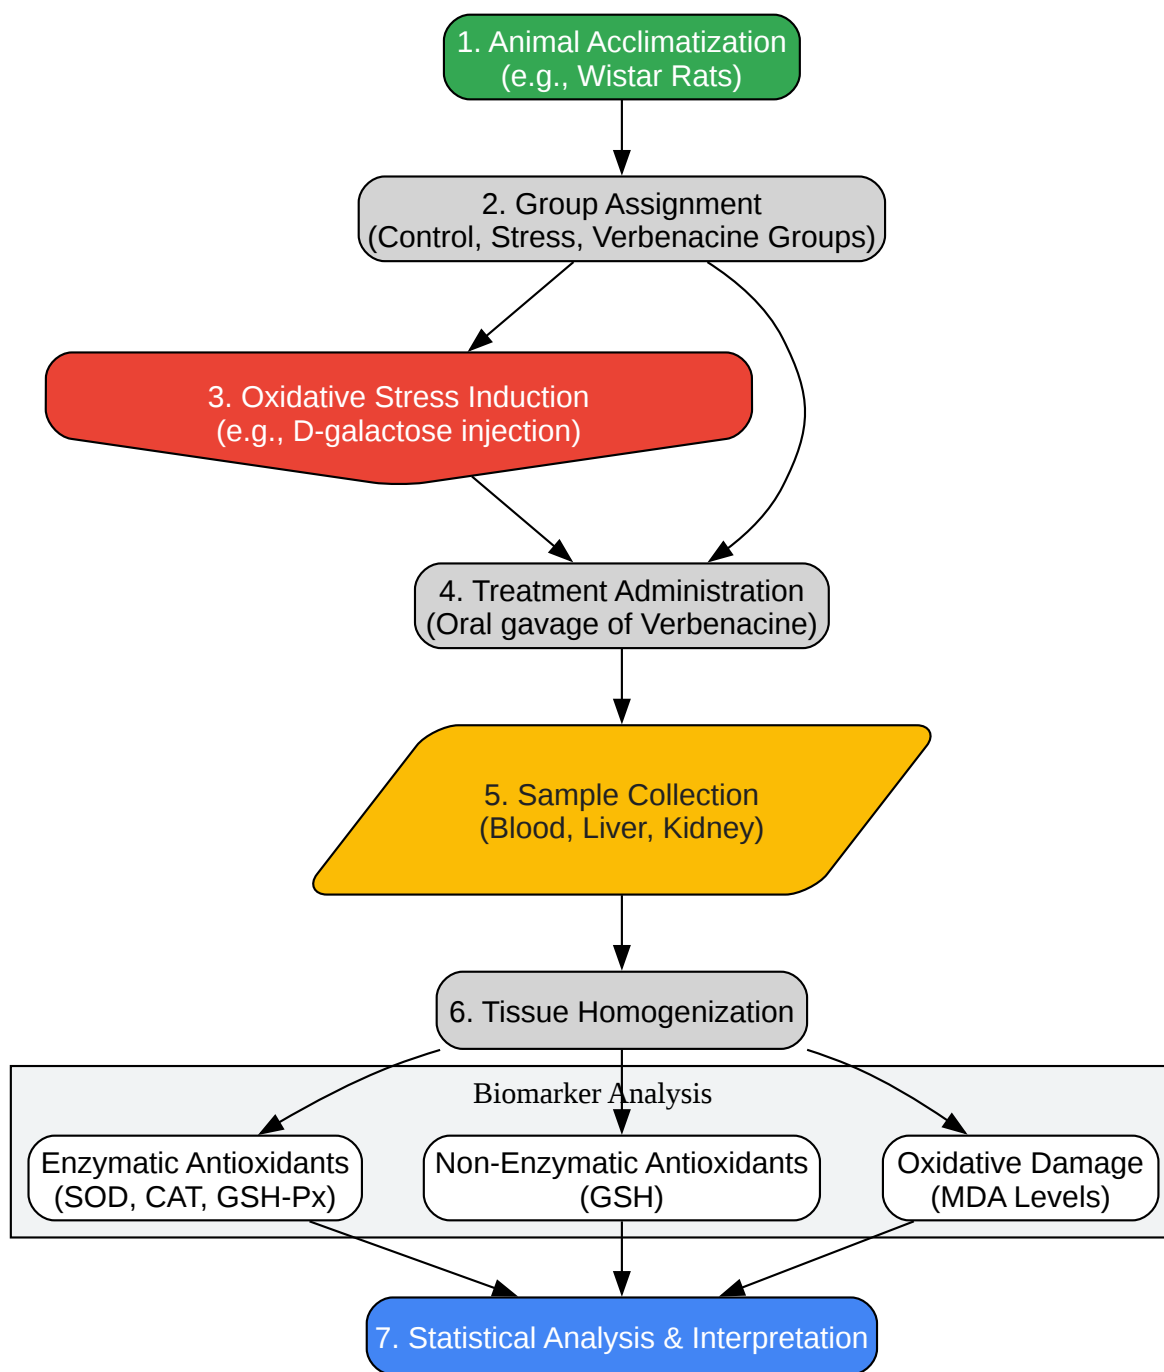 1. Animal Acclimatization
(e.g., Wistar Rats)
2. Group Assignment
(Control, Stress, Verbenacine Groups)
3. Oxidative Stress Induction
(e.g., D-galactose injection)
4. Treatment Administration
(Oral gavage of Verbenacine)
5. Sample Collection
(Blood, Liver, Kidney)
6. Tissue Homogenization
Biomarker Analysis
Enzymatic Antioxidants
(SOD, CAT, GSH-Px)
Non-Enzymatic Antioxidants
(GSH)
Oxidative Damage
(MDA Levels)
7. Statistical Analysis & Interpretation